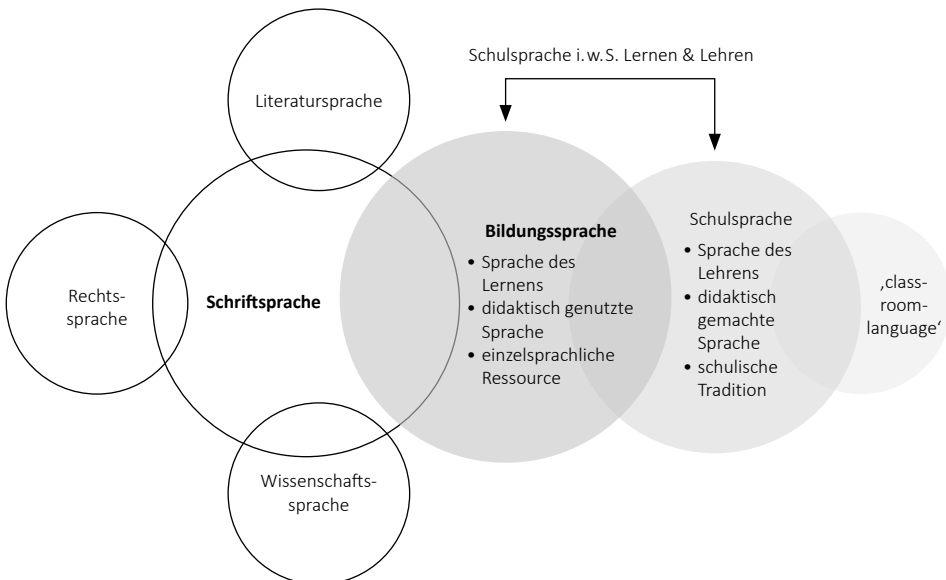 Schulsprache i.w.S. Lernen & Lehren
Literatursprache
Rechts-
sprache
Schriftsprache
Wissenschafts-
sprache
Bildungssprache
• Sprache des
Lernens
• didaktisch genutzte
Sprache
• einzelsprachliche
Ressource
Schulsprache
• Sprache des
Lehrens
• didaktisch
gemachte
Sprache
• schulische
Tradition
‚class-
room-
language‘